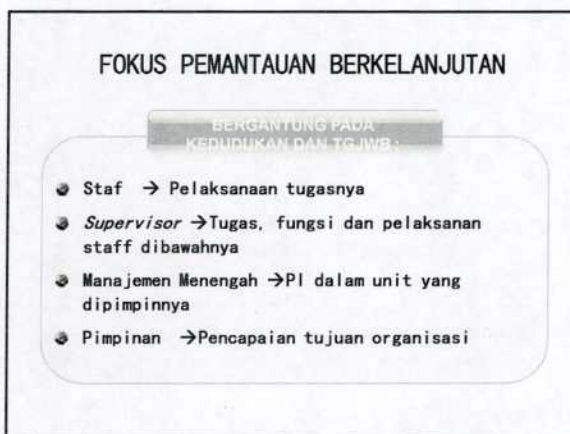 FOKUS PEMANTAUAN BERKELANJUTAN
BERGANTUNG PADA
KEDUDUKAN DAN TGJWB :
Staf → Pelaksanaan tugasnya
Supervisor →Tugas, fungsi dan pelaksanan
staff dibawahnya
Manajemen Menengah →PI dalam unit yang
dipimpinnya
Pimpinan →Pencapaian tujuan organisasi